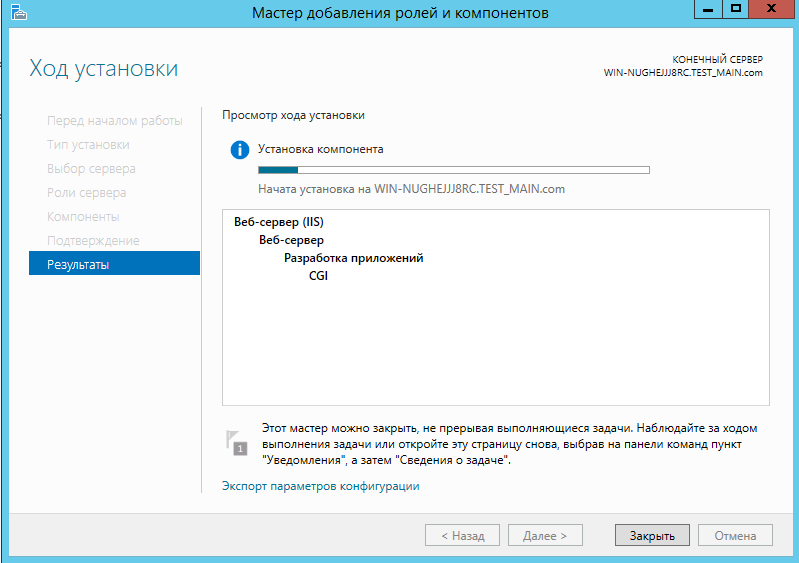 Мастер добавления ролей и компонентов
Ход установки
КОНЕЧНЫЙ СЕРВЕР
WIN-NUGHEJJJ8RC.TEST_MAIN.com
Перед началом работы
Тип установки
Выбор сервера
Роли сервера
Компоненты
Подтверждение
Результаты
Просмотр хода установки
Установка компонента
Начата установка на WIN-NUGHEJJJ8RC.TEST_MAIN.com
Веб-сервер (IIS)
Веб-сервер
Разработка приложений
CGI
1
Этот мастер можно закрыть, не прерывая выполняющиеся задачи. Наблюдайте за ходом
выполнения задачи или откройте эту страницу снова, выбрав на панели команд пункт
"Уведомления", а затем "Сведения о задаче".
Экспорт параметров конфигурации
< Назад
Далее >
Закрыть
Отмена